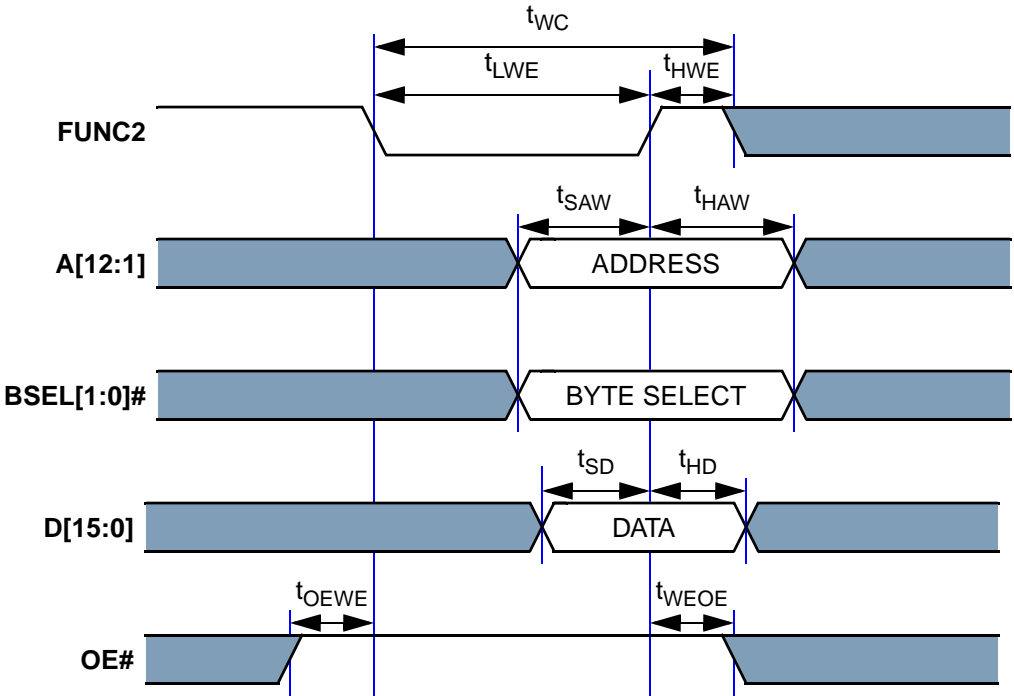 tWC
tLWE
tHWE
FUNC2
tSAW
tHAW
A[12:1]
ADDRESS
BSEL[1:0]#
BYTE SELECT
tSD
tHD
D[15:0]
DATA
tOEWE
tWEOE
OE#